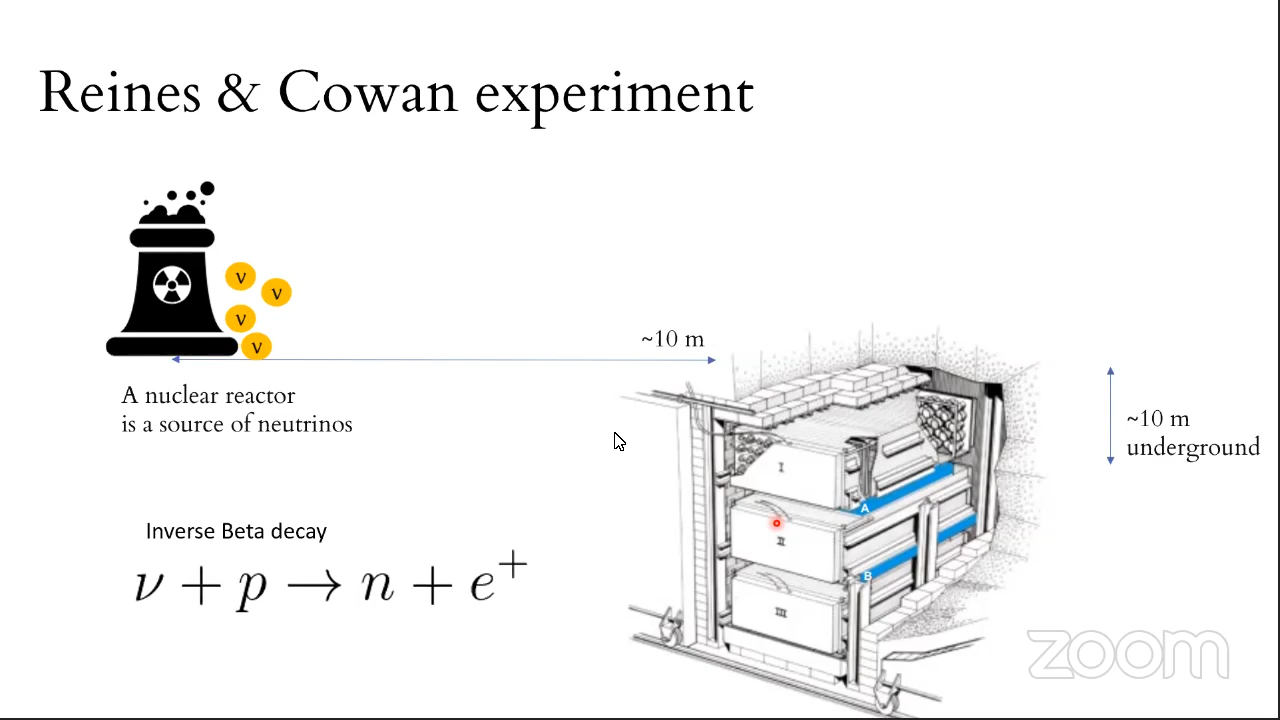 Reines & Cowan experiment
ν
ν
ν
ν
~10 m
A nuclear reactor
is a source of neutrinos
~10 m
underground
I
A
II
B
III
Inverse Beta decay
ν + p → n + e⁺
zoom